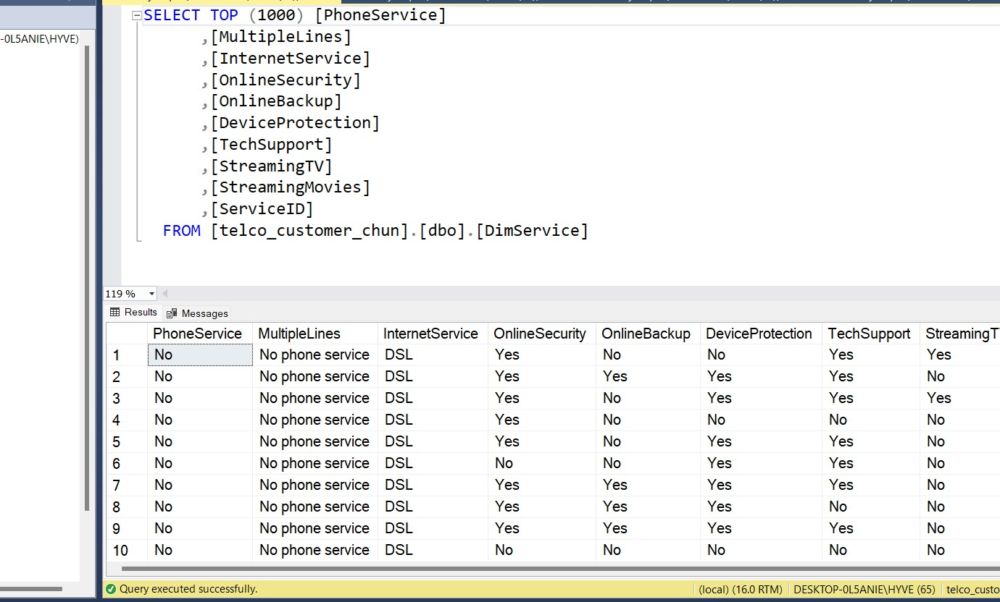 SELECT TOP (1000) [PhoneService]
-0L5ANIE\HYVE)
,[MultipleLines]
,[InternetService]
,[OnlineSecurity]
,[OnlineBackup]
,[DeviceProtection]
,[TechSupport]
,[StreamingTV]
,[StreamingMovies]
,[ServiceID]
FROM [telco_customer_chun].[dbo].[DimService]
119 %
Results Messages
PhoneService MultipleLines InternetService OnlineSecurity OnlineBackup DeviceProtection TechSupport StreamingT
1 No No phone service DSL Yes No No Yes Yes
2 No No phone service DSL Yes Yes Yes Yes No
3 No No phone service DSL Yes No Yes Yes Yes
4 No No phone service DSL Yes No No No No
5 No No phone service DSL Yes No Yes Yes No
6 No No phone service DSL No No Yes Yes No
7 No No phone service DSL Yes Yes Yes Yes No
8 No No phone service DSL Yes Yes Yes No No
9 No No phone service DSL Yes Yes Yes Yes No
10 No No phone service DSL No No No No No
Query executed successfully. (local) (16.0 RTM) DESKTOP-0L5ANIE\HYVE (65) telco_custo